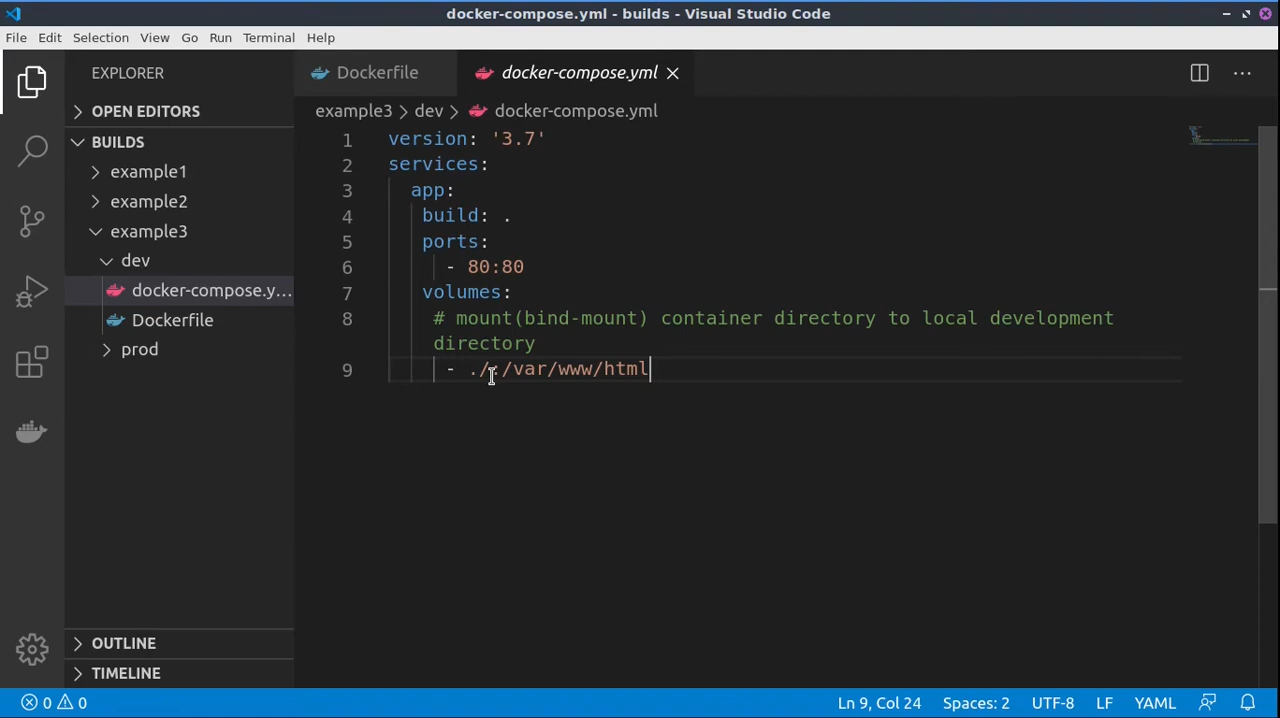 docker-compose.yml - builds - Visual Studio Code
File Edit Selection View Go Run Terminal Help
EXPLORER
Dockerfile
docker-compose.yml
OPEN EDITORS
example3 > dev > docker-compose.yml
BUILDS
example1
example2
example3
dev
docker-compose.y...
Dockerfile
prod
1 version: '3.7'
2 services:
3 app:
4 build: .
5 ports:
6 - 80:80
7 volumes:
8 # mount(bind-mount) container directory to local development
directory
9 - ./:/var/www/html
OUTLINE
TIMELINE
0 0
Ln 9, Col 24 Spaces: 2 UTF-8 LF YAML